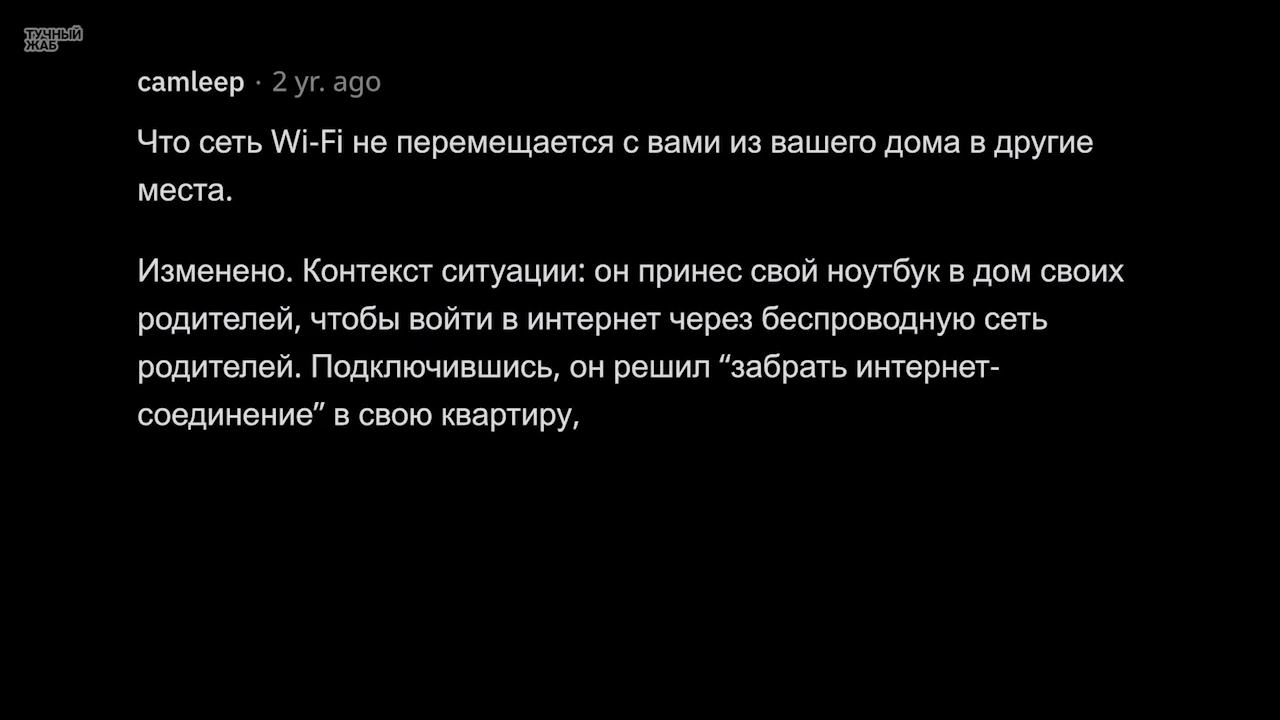 ТУЧНЫЙ
ЖАБ
camleep · 2 yr. ago
Что сеть Wi-Fi не перемещается с вами из вашего дома в другие
места.
Изменено. Контекст ситуации: он принес свой ноутбук в дом своих
родителей, чтобы войти в интернет через беспроводную сеть
родителей. Подключившись, он решил “забрать интернет-
соединение” в свою квартиру,